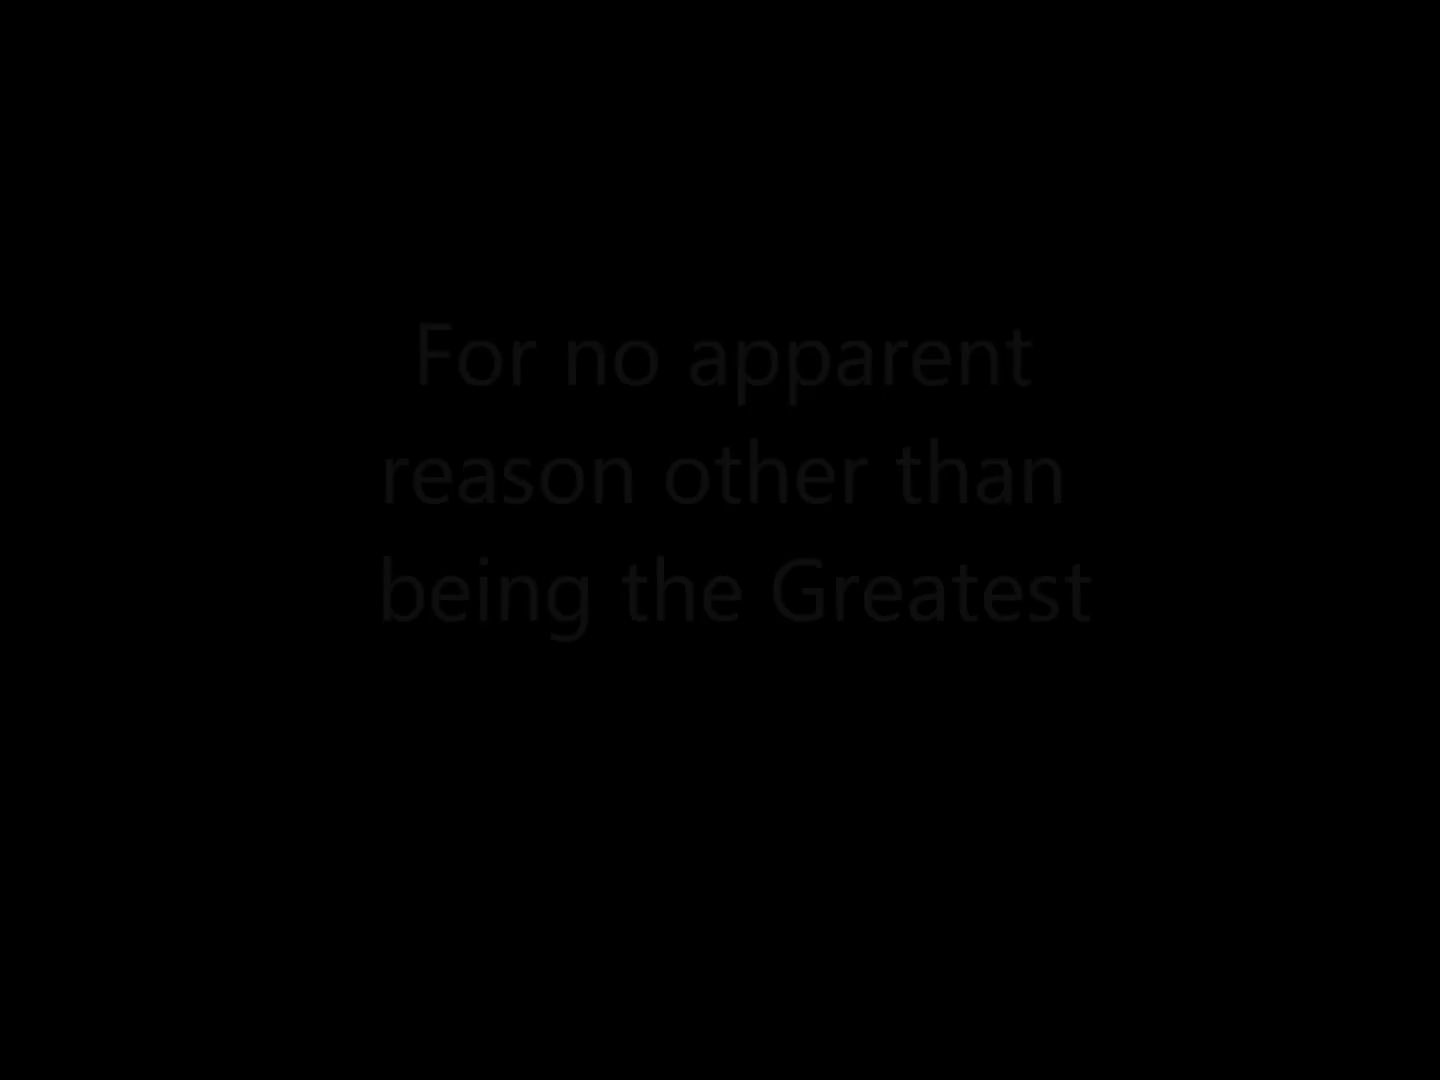 For no apparent
reason other than
being the Greatest